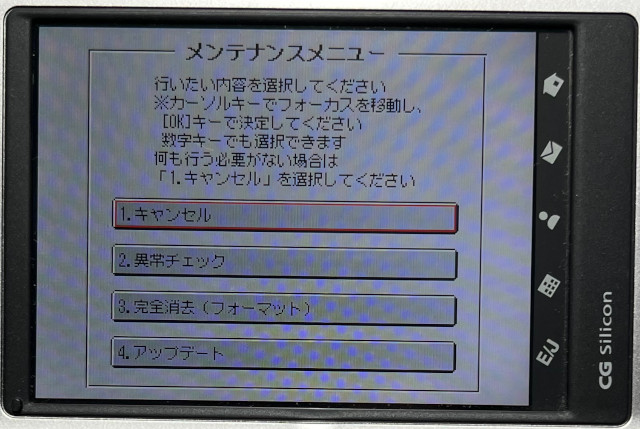 メンテナンスメニュー
行いたい内容を選択してください
※カーソルキーでフォーカスを移動し、
[OK]キーで決定してください
数字キーでも選択できます
何も行う必要がない場合は
「1.キャンセル」を選択してください
1.キャンセル
2.異常チェック
3.完全消去(フォーマット)
4.アップデート
E/J
CG Silicon